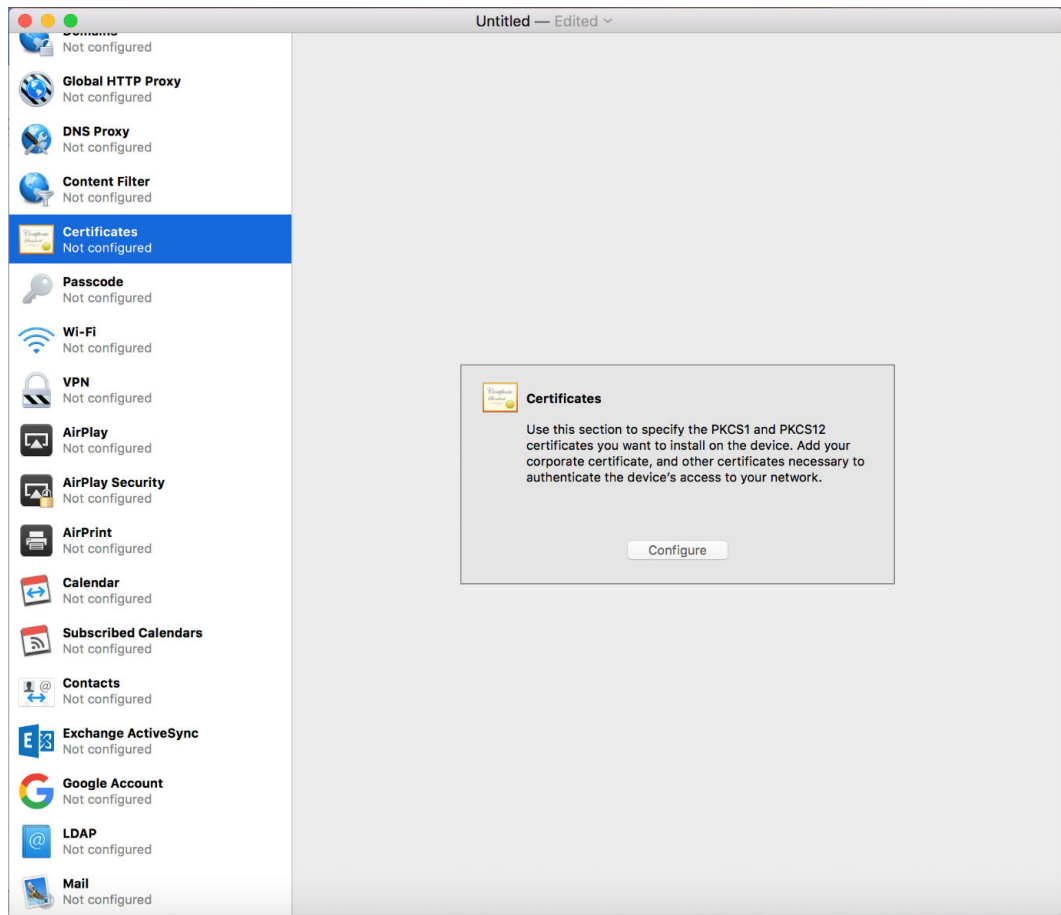 Untitled — Edited
Domains
Not configured
Global HTTP Proxy
Not configured
DNS Proxy
Not configured
Content Filter
Not configured
Certificates
Not configured
Passcode
Not configured
Wi-Fi
Not configured
VPN
Not configured
AirPlay
Not configured
AirPlay Security
Not configured
AirPrint
Not configured
Calendar
Not configured
Subscribed Calendars
Not configured
Contacts
Not configured
Exchange ActiveSync
Not configured
Google Account
Not configured
LDAP
Not configured
Mail
Not configured
Certificates
Use this section to specify the PKCS1 and PKCS12
certificates you want to install on the device. Add your
corporate certificate, and other certificates necessary to
authenticate the device's access to your network.
Configure